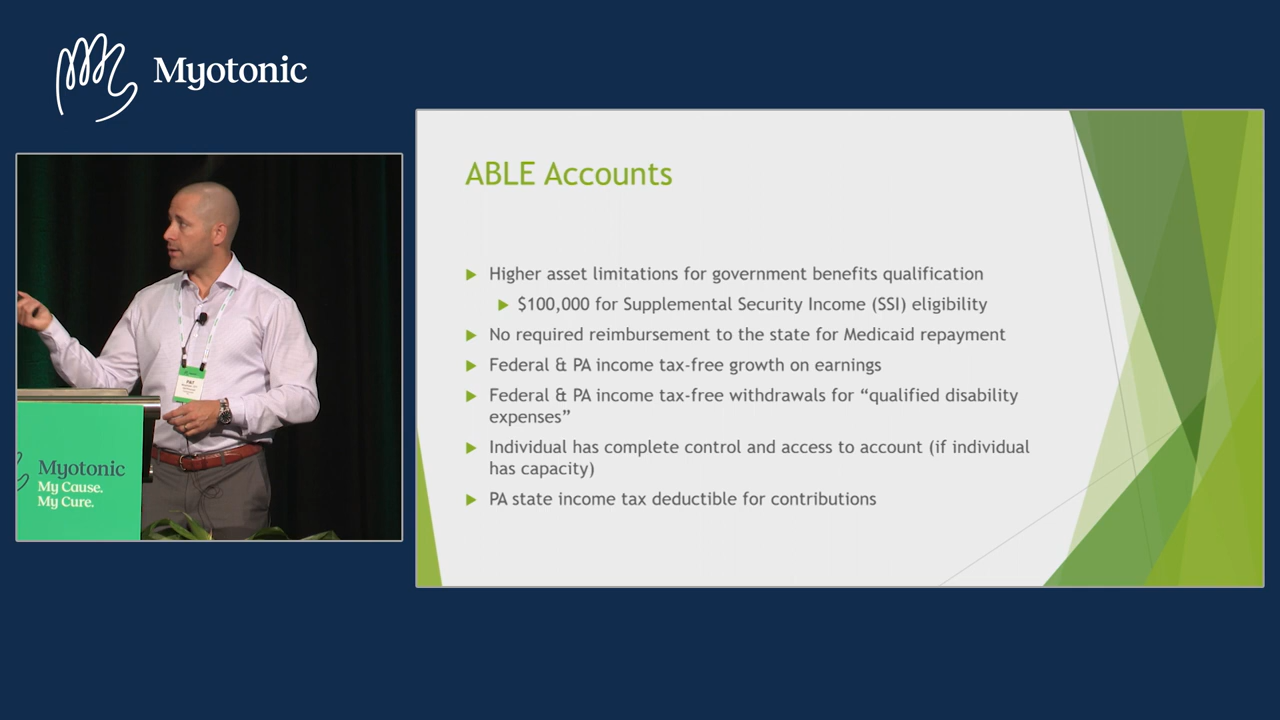 Myotonic
ABLE Accounts
Higher asset limitations for government benefits qualification
$100,000 for Supplemental Security Income (SSI) eligibility
No required reimbursement to the state for Medicaid repayment
Federal & PA income tax-free growth on earnings
Federal & PA income tax-free withdrawals for “qualified disability
expenses”
Individual has complete control and access to account (if individual
has capacity)
PA state income tax deductible for contributions
Myotonic
My Cause.
My Cure.